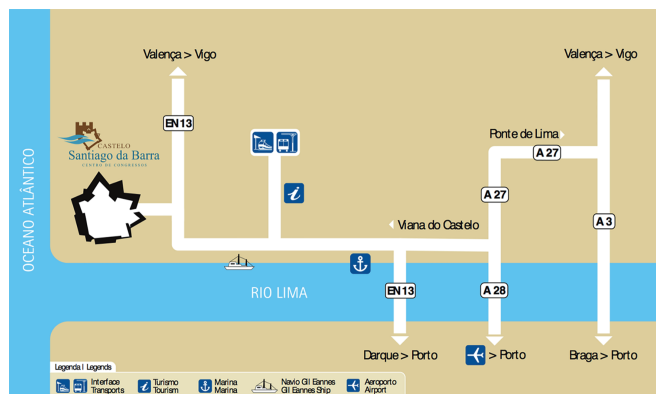 Valença > Vigo
Valença > Vigo
EN13
CASTELO
Santiago da Barra
CENTRO DE CONGRESSOS
Ponte de Lima
A 27
A 27
OCEANO ATLÂNTICO
Viana do Castelo
A 3
RIO LIMA
EN13
A 28
Darque > Porto
> Porto
Braga > Porto
Legenda | Legends
Interface
Transports
Turismo
Tourism
Marina
Marina
Navio Gil Eannes
Gil Eannes Ship
Aeroporto
Airport